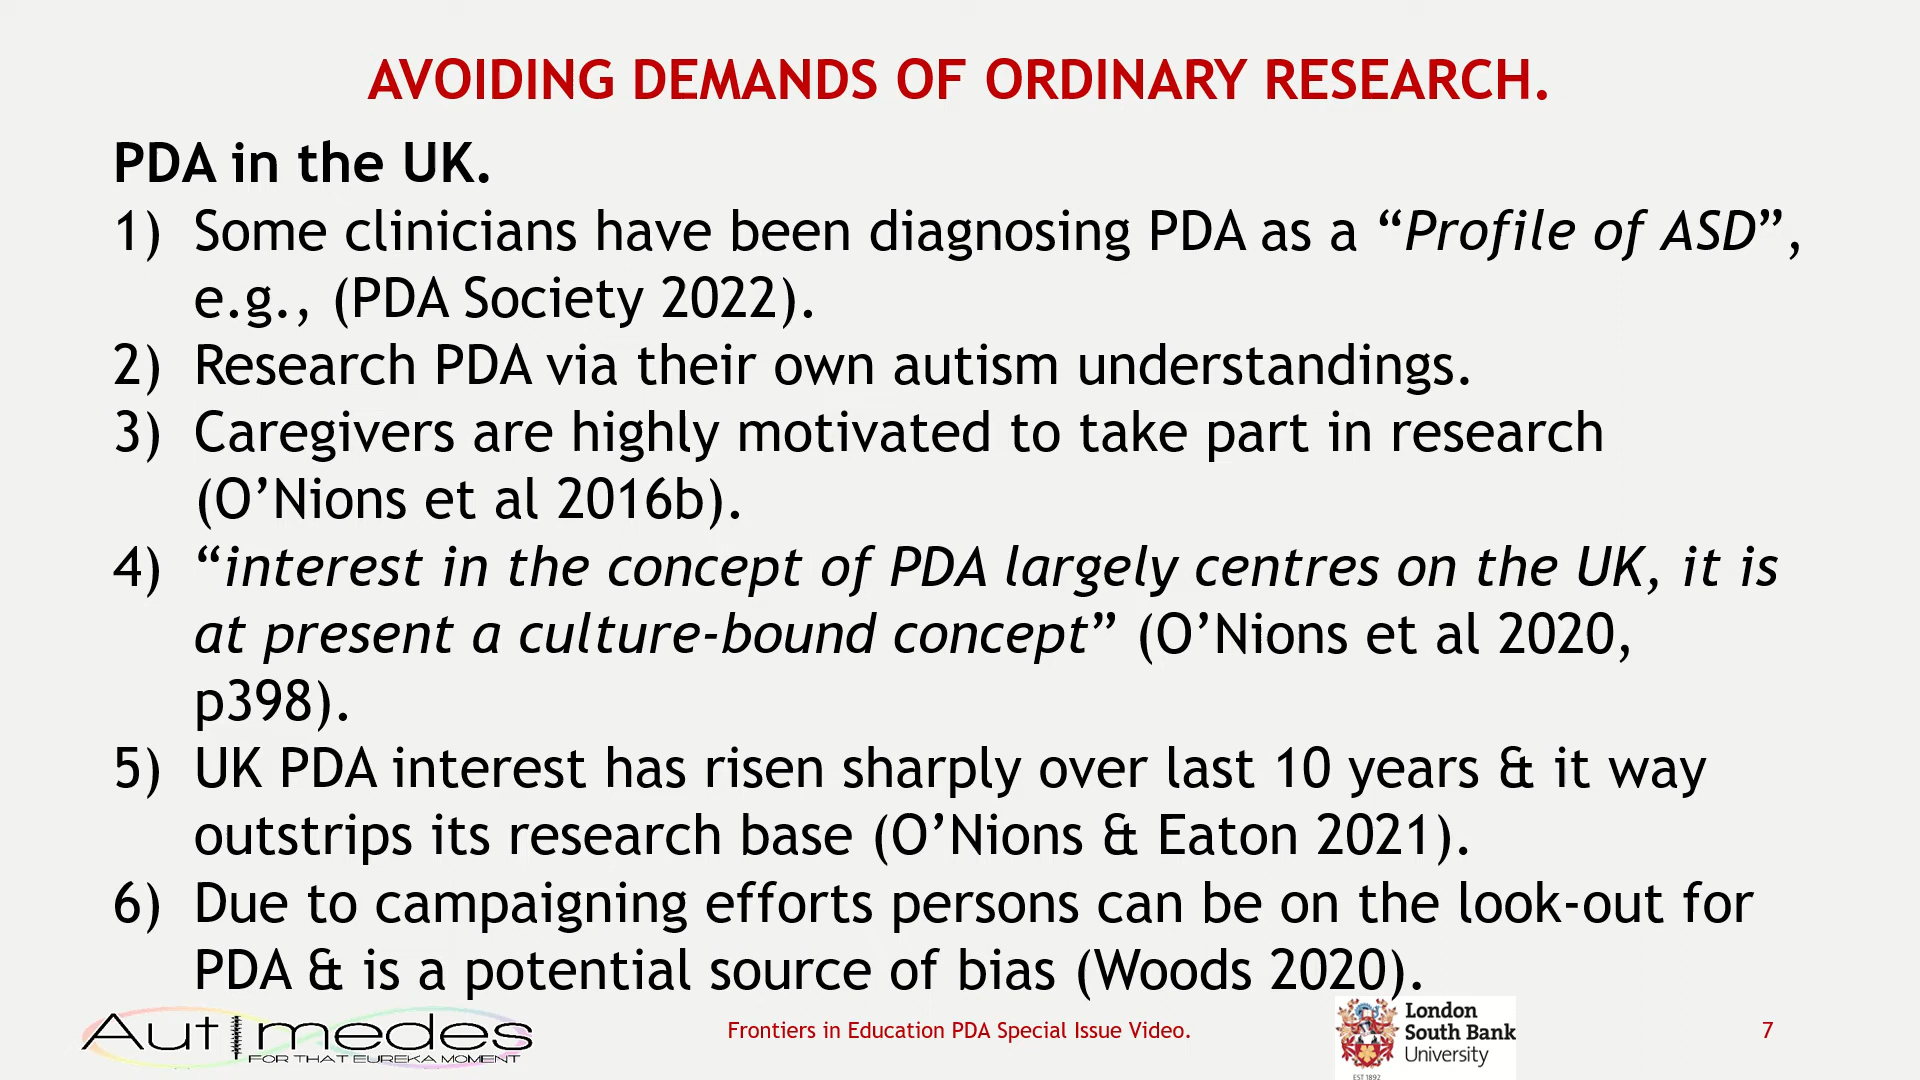 AVOIDING DEMANDS OF ORDINARY RESEARCH.
PDA in the UK.
1) Some clinicians have been diagnosing PDA as a “Profile of ASD”,
e.g., (PDA Society 2022).
2) Research PDA via their own autism understandings.
3) Caregivers are highly motivated to take part in research
(O’Nions et al 2016b).
4) “interest in the concept of PDA largely centres on the UK, it is
at present a culture-bound concept” (O’Nions et al 2020,
p398).
5) UK PDA interest has risen sharply over last 10 years & it way
outstrips its research base (O’Nions & Eaton 2021).
6) Due to campaigning efforts persons can be on the look-out for
PDA & is a potential source of bias (Woods 2020).
Autimedes
FOR THAT EUREKA MOMENT
Frontiers in Education PDA Special Issue Video.
London
South Bank
University
EST 1892
7